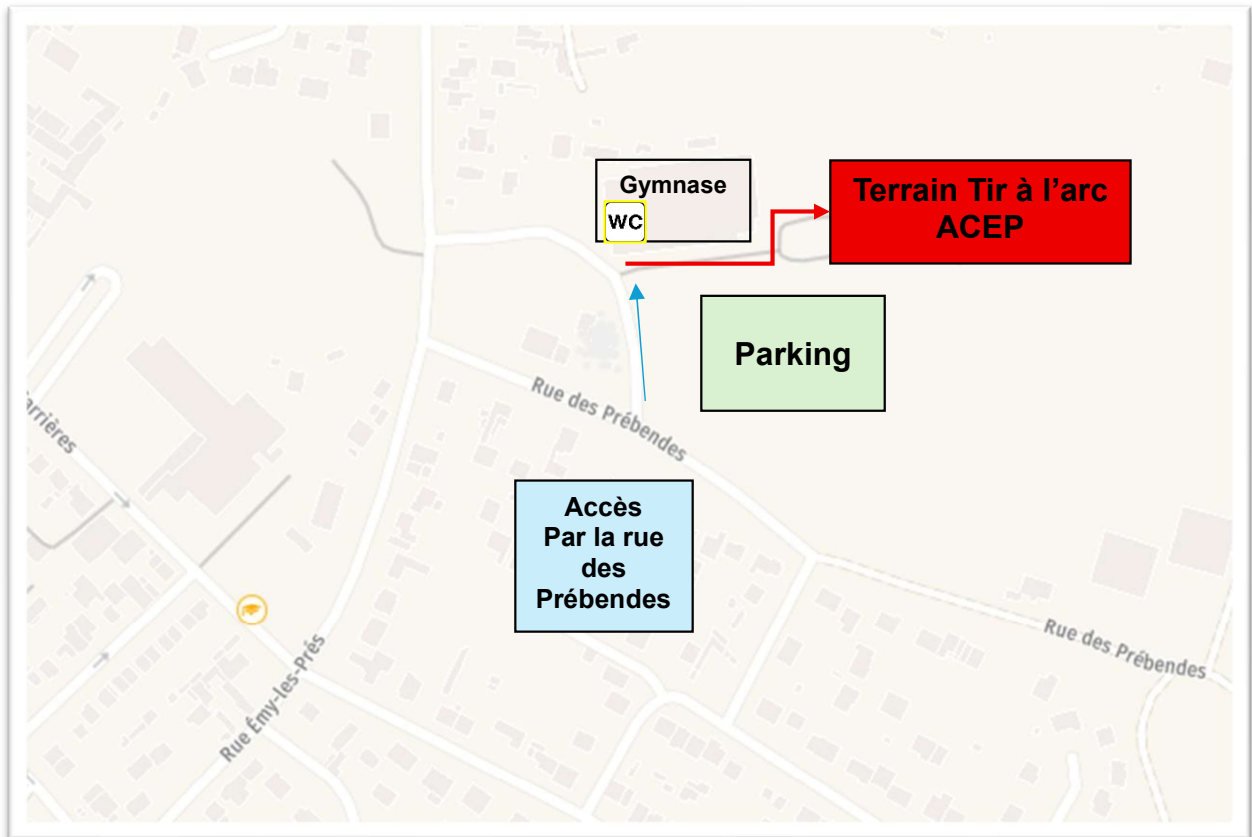 Gymnase
WC
Terrain Tir à l’arc
ACEP
Parking
Rue des Prébendes
Accès
Par la rue
des
Prébendes
Rue des Prébendes
Rue Émy-les-Prés